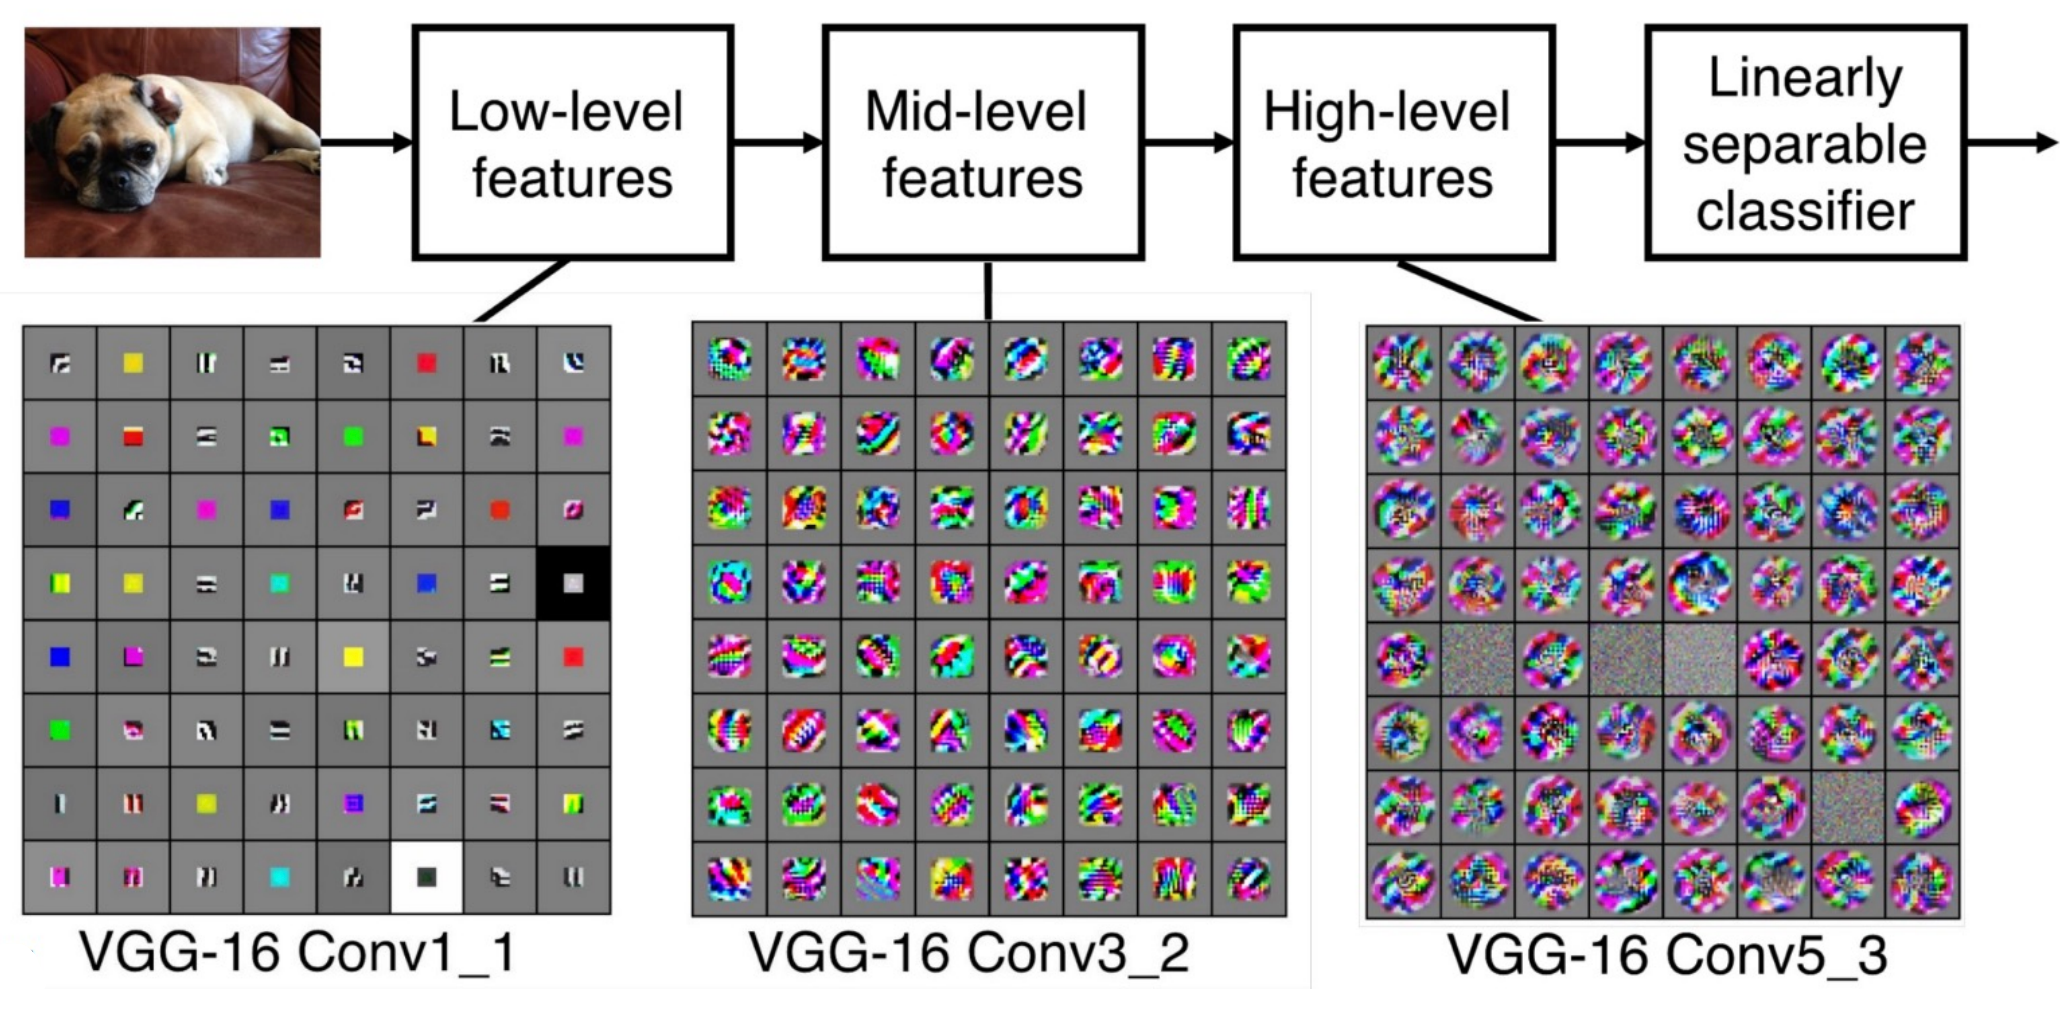 Low-level
features
Mid-level
features
High-level
features
Linearly
separable
classifier
VGG-16 Conv1_1
VGG-16 Conv3_2
VGG-16 Conv5_3